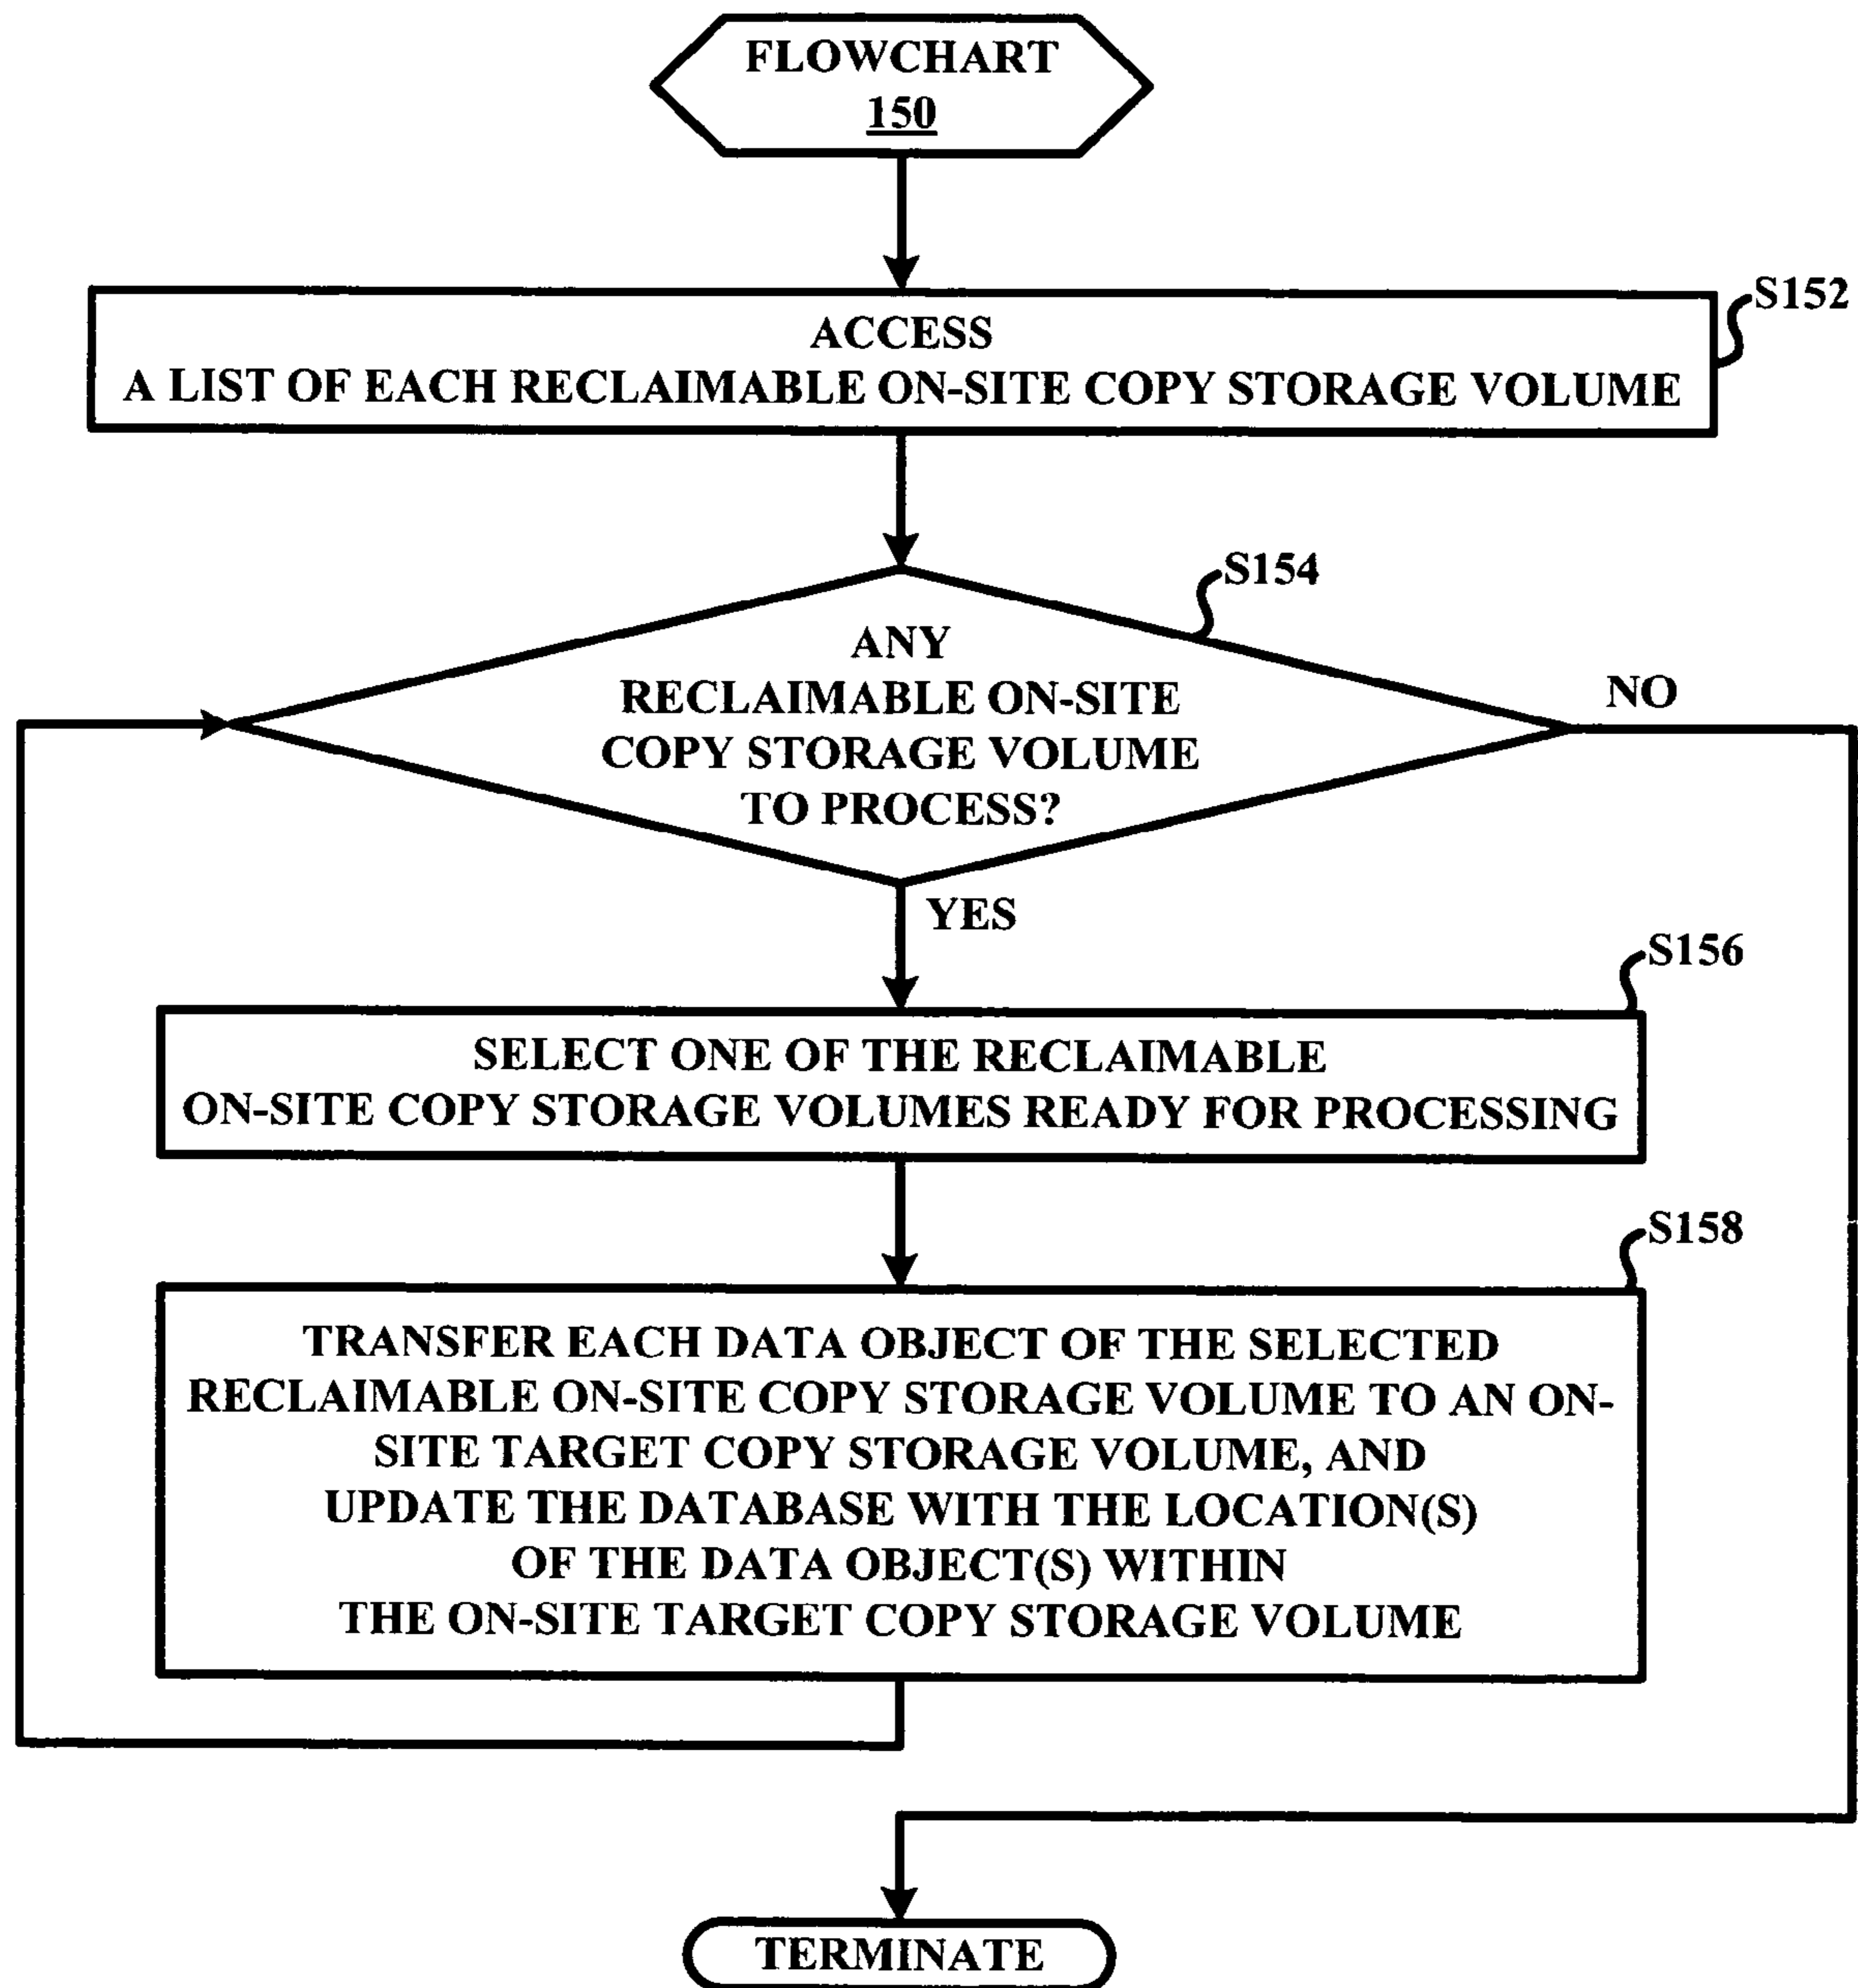 FLOWCHART
150
S152
ACCESS
A LIST OF EACH RECLAIMABLE ON-SITE COPY STORAGE VOLUME
S154
ANY
RECLAIMABLE ON-SITE
COPY STORAGE VOLUME
TO PROCESS?
NO
YES
S156
SELECT ONE OF THE RECLAIMABLE
ON-SITE COPY STORAGE VOLUMES READY FOR PROCESSING
S158
TRANSFER EACH DATA OBJECT OF THE SELECTED
RECLAIMABLE ON-SITE COPY STORAGE VOLUME TO AN ON-
SITE TARGET COPY STORAGE VOLUME, AND
UPDATE THE DATABASE WITH THE LOCATION(S)
OF THE DATA OBJECT(S) WITHIN
THE ON-SITE TARGET COPY STORAGE VOLUME
TERMINATE